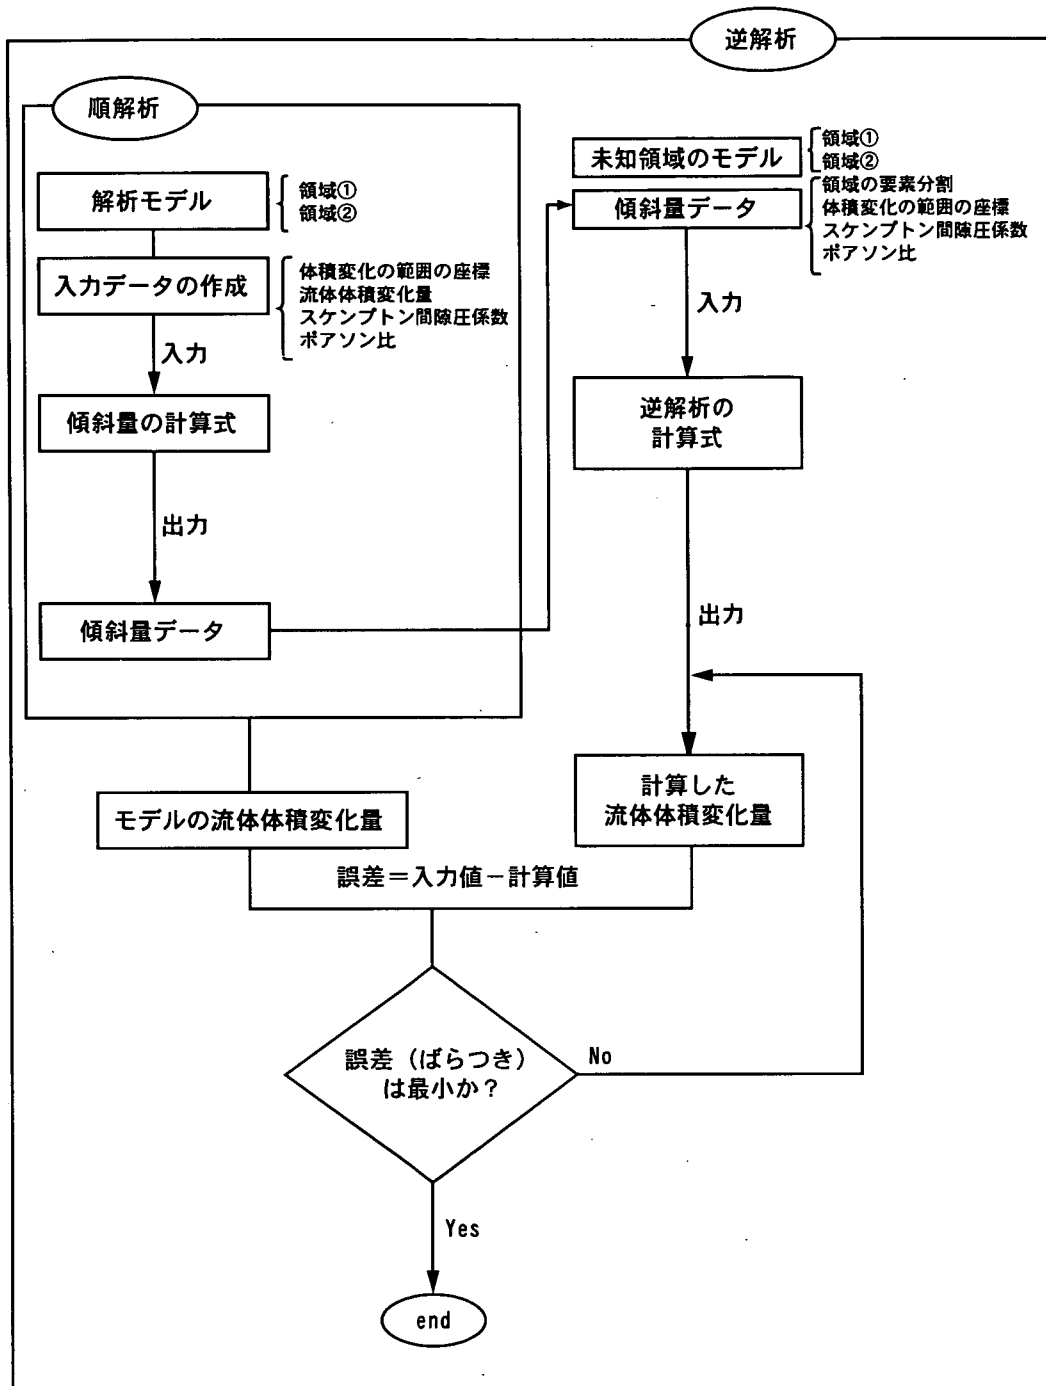 逆解析
順解析
解析モデル
領域①
領域②
入力データの作成
体積変化の範囲の座標
流体体積変化量
スケンプトン間隙圧係数
ポアソン比
入力
傾斜量の計算式
出力
傾斜量データ
未知領域のモデル
領域①
領域②
傾斜量データ
領域の要素分割
体積変化の範囲の座標
スケンプトン間隙圧係数
ポアソン比
入力
逆解析の
計算式
出力
モデルの流体体積変化量
計算した
流体体積変化量
誤差=入力値-計算値
誤差(ばらつき)
は最小か?
No
Yes
end